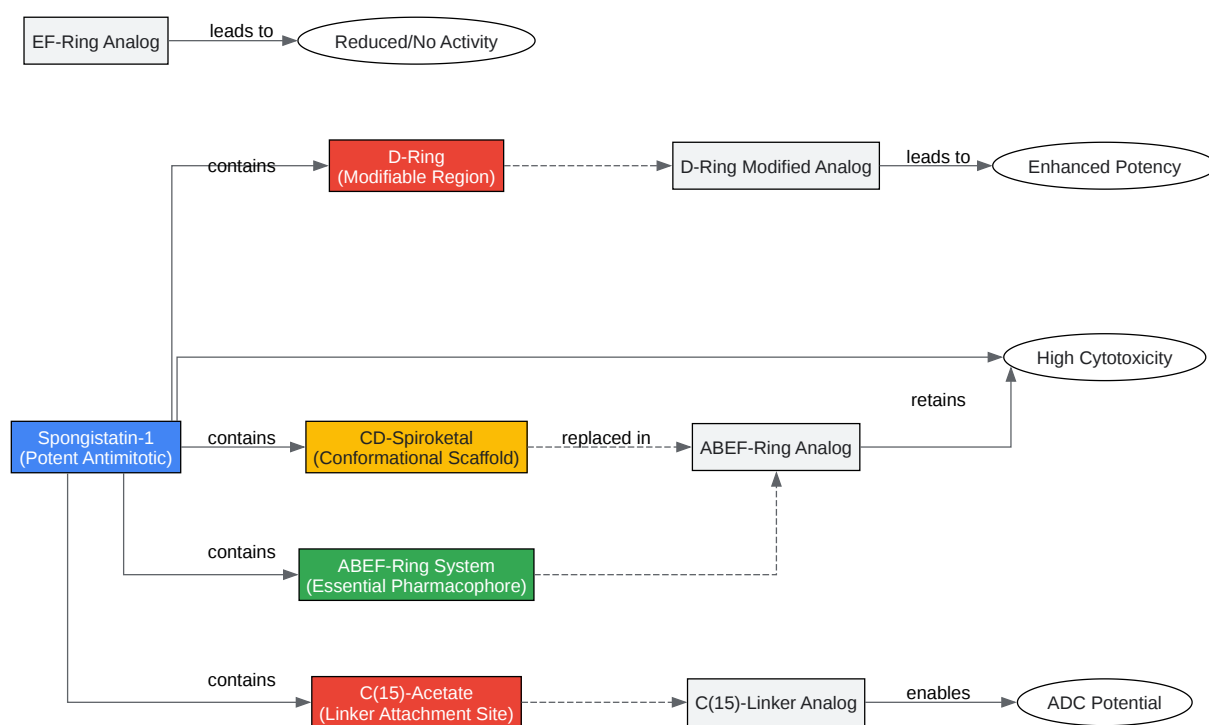 EF-Ring Analog
leads to
Reduced/No Activity
contains
D-Ring
(Modifiable Region)
D-Ring Modified Analog
leads to
Enhanced Potency
High Cytotoxicity
retains
Spongistatin-1
(Potent Antimitotic)
contains
CD-Spiroketal
(Conformational Scaffold)
replaced in
ABEF-Ring Analog
contains
ABEF-Ring System
(Essential Pharmacophore)
contains
C(15)-Acetate
(Linker Attachment Site)
C(15)-Linker Analog
enables
ADC Potential